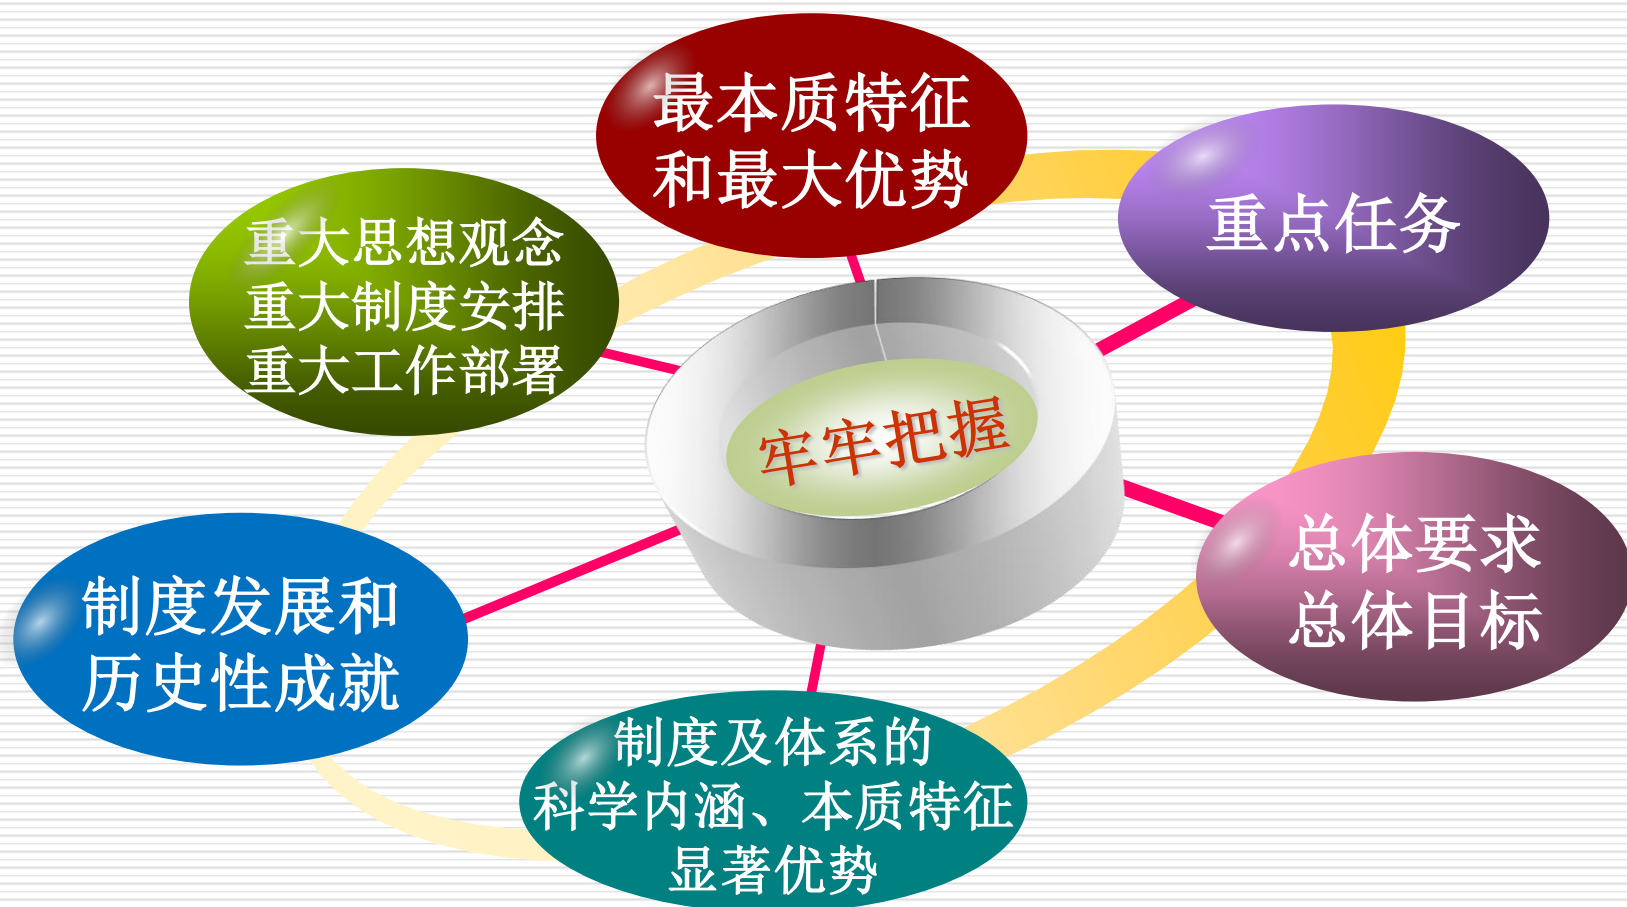 最本质特征
和最大优势
重点任务
重大思想观念
重大制度安排
重大工作部署
牢牢把握
总体要求
总体目标
制度发展和
历史性成就
制度及体系的
科学内涵、本质特征
显著优势